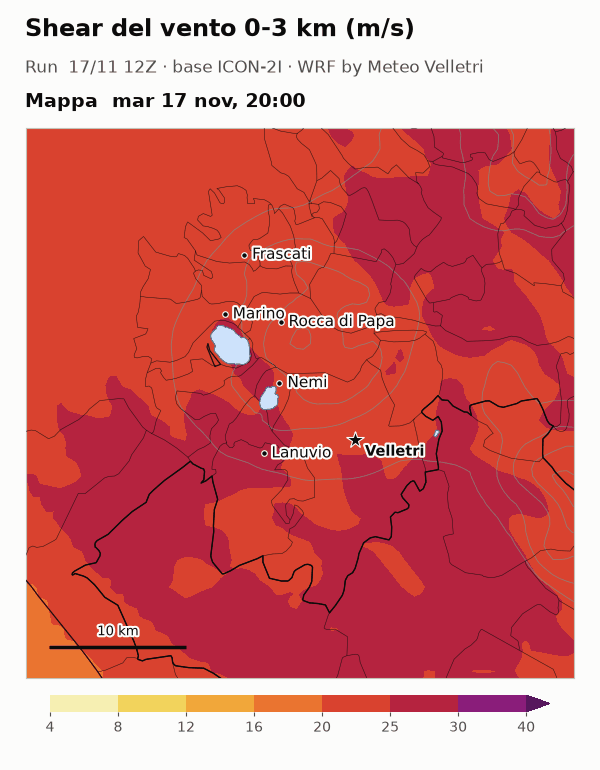 Shear del vento 0-3 km (m/s)
Run  17/11 12Z · base ICON-2I · WRF by Meteo Velletri
Mappa  mar 17 nov, 20:00
Frascati
Marino
Rocca di Papa
Nemi
Velletri
Lanuvio
10 km
4 8 12 16 20 25 30 40